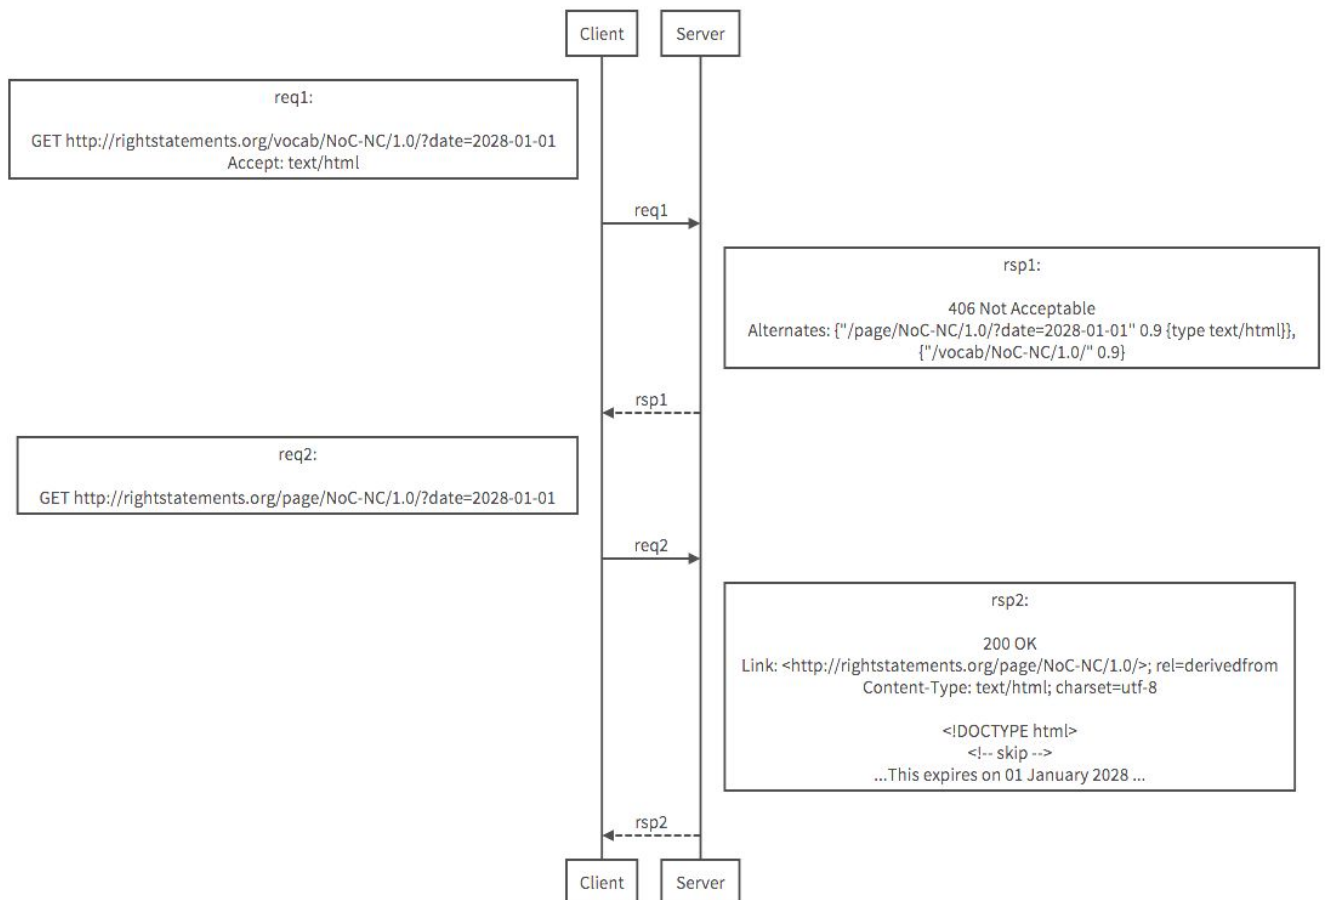 Client
Server
req1:
GET http://rightstatements.org/vocab/NoC-NC/1.0/?date=2028-01-01
Accept: text/html
req1
rsp1:
406 Not Acceptable
Alternates: {"/page/NoC-NC/1.0/?date=2028-01-01" 0.9 {type text/html}},
{"/vocab/NoC-NC/1.0/" 0.9}
rsp1
req2:
GET http://rightstatements.org/page/NoC-NC/1.0/?date=2028-01-01
req2
rsp2:
200 OK
Link: <http://rightstatements.org/page/NoC-NC/1.0/>; rel=derivedfrom
Content-Type: text/html; charset=utf-8
<!DOCTYPE html>
<!-- skip -->
...This expires on 01 January 2028 ...
rsp2
Client
Server